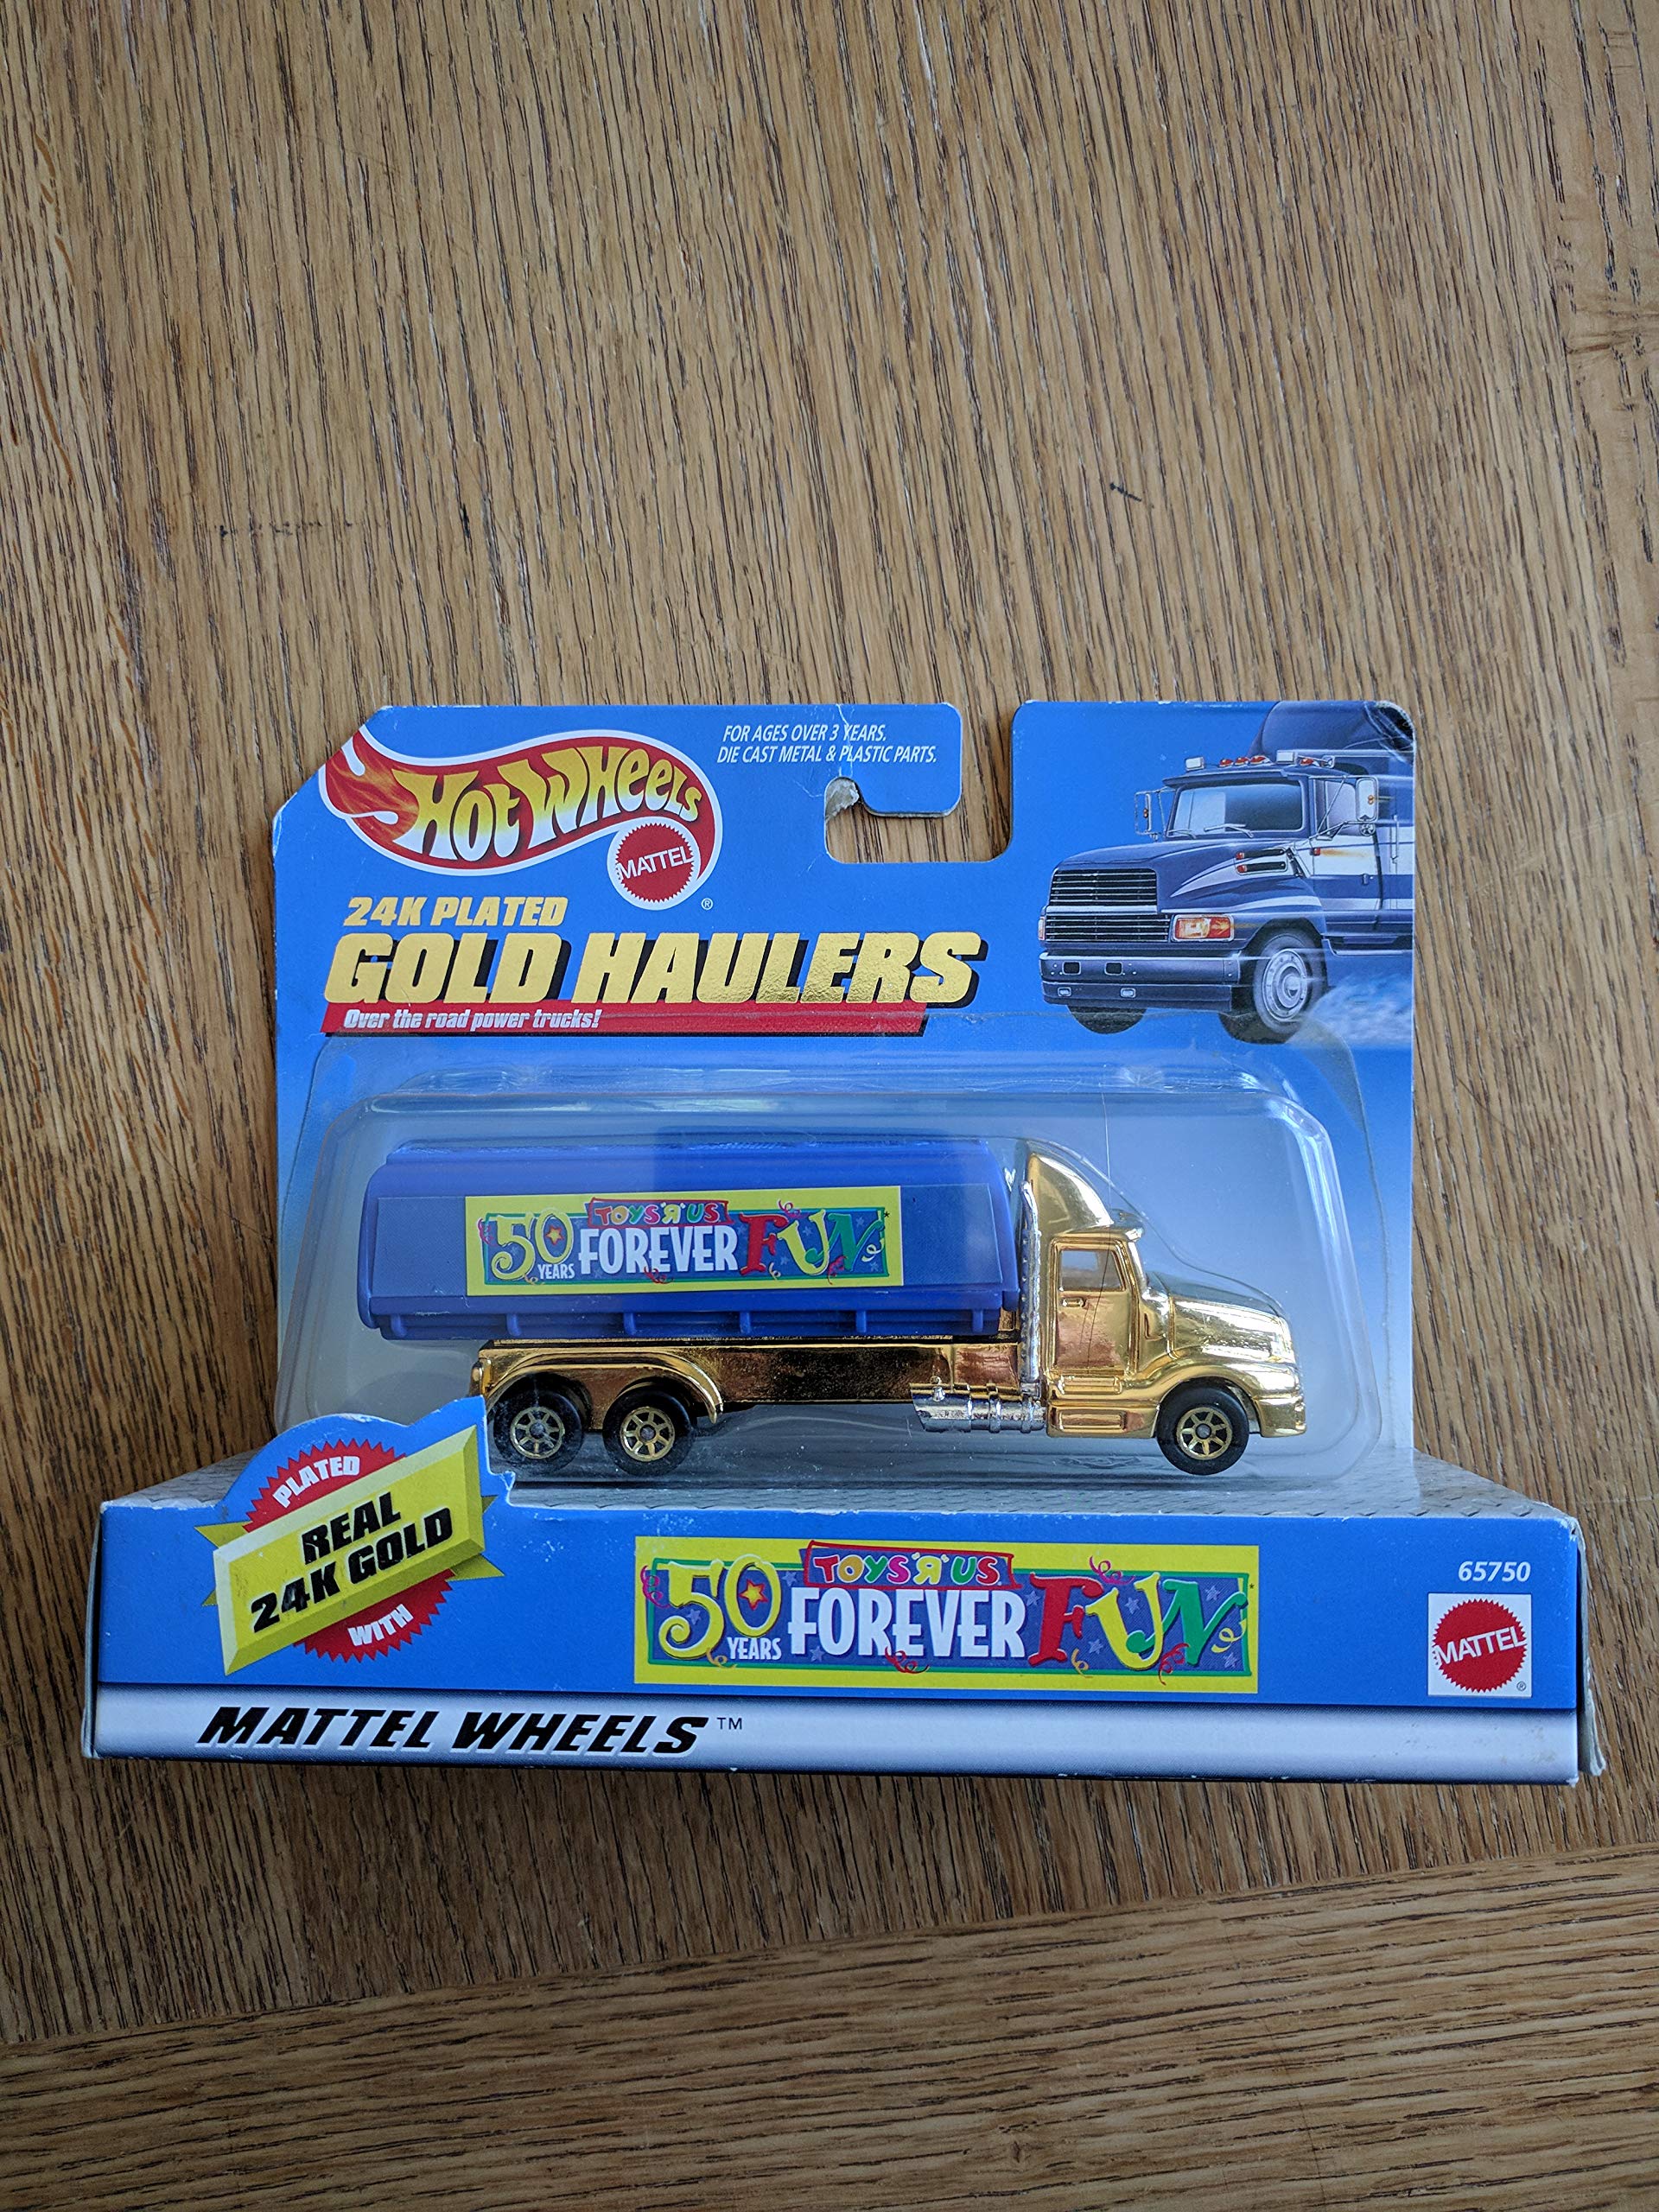 FOR AGES OVER 3 YEARS.
DIE CAST METAL & PLASTIC PARTS.
HOT WHEELS
MATTEL
®
24K PLATED
GOLD HAULERS
Over the road power trucks!
TOYS"R"US
50 YEARS FOREVER FUN
PLATED
REAL
24K GOLD
WITH
TOYS"R"US
50 YEARS FOREVER FUN
65750
MATTEL
®
MATTEL WHEELS™